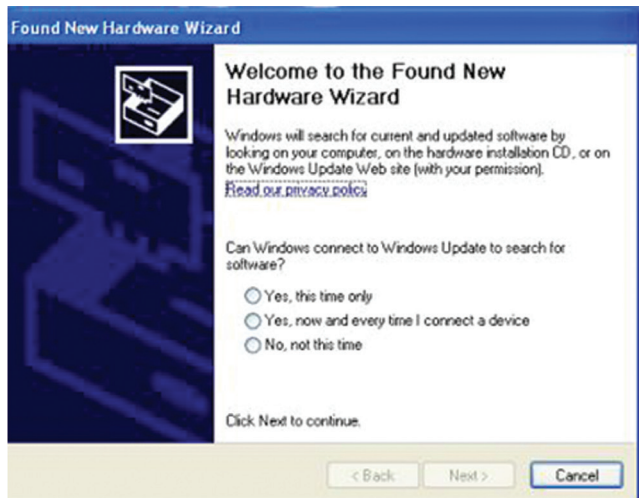 Found New Hardware Wizard
Welcome to the Found New
Hardware Wizard
Windows will search for current and updated software by
looking on your computer, on the hardware installation CD, or on
the Windows Update Web site (with your permission).
Read our privacy policy
Can Windows connect to Windows Update to search for
software?
Yes, this time only
Yes, now and every time I connect a device
No, not this time
Click Next to continue.
< Back
Next >
Cancel